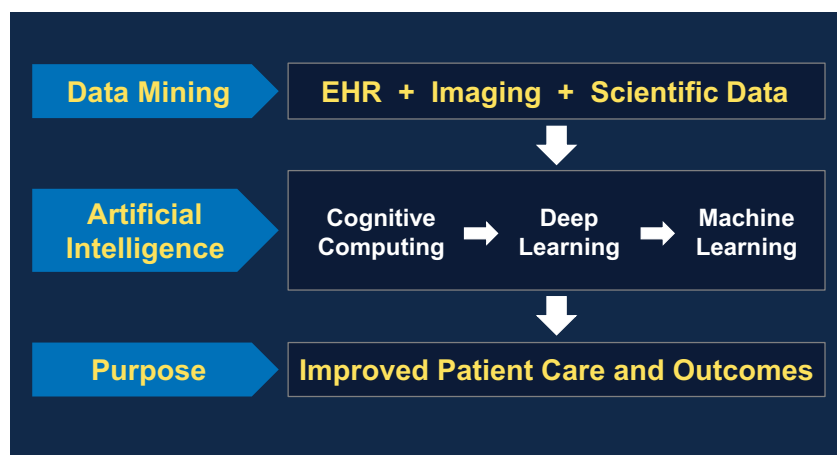 Data Mining
EHR + Imaging + Scientific Data
Artificial
Intelligence
Cognitive
Computing
Deep
Learning
Machine
Learning
Purpose
Improved Patient Care and Outcomes